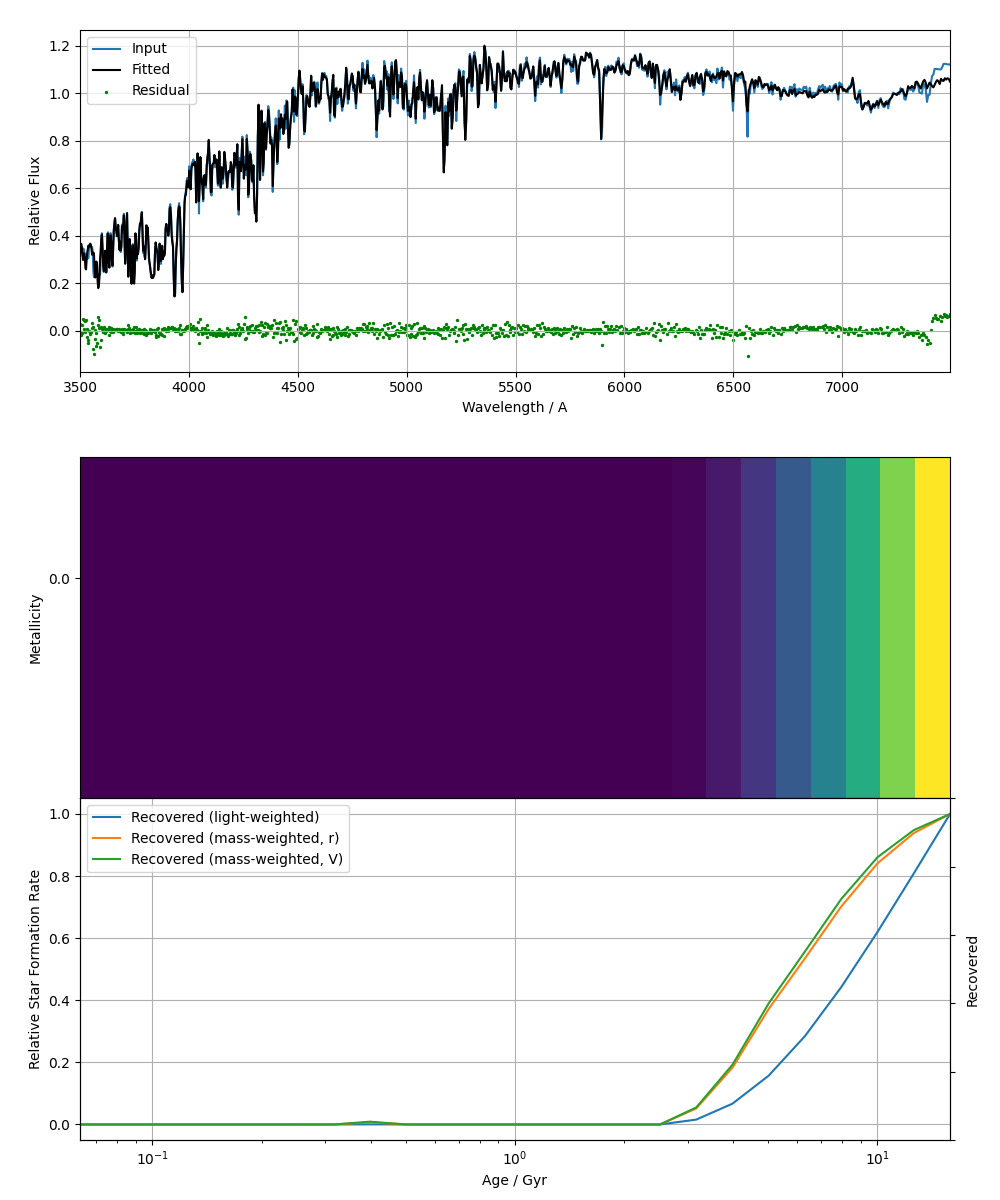 Relative Flux
1.2
1.0
0.8
0.6
0.4
0.2
0.0
Input
Fitted
Residual
3500 4000 4500 5000 5500 6000 6500 7000
Wavelength / A
Metallicity
0.0
Relative Star Formation Rate
1.0
0.8
0.6
0.4
0.2
0.0
Recovered (light-weighted)
Recovered (mass-weighted, r)
Recovered (mass-weighted, V)
Recovered
10⁻¹ 10⁰ 10¹
Age / Gyr